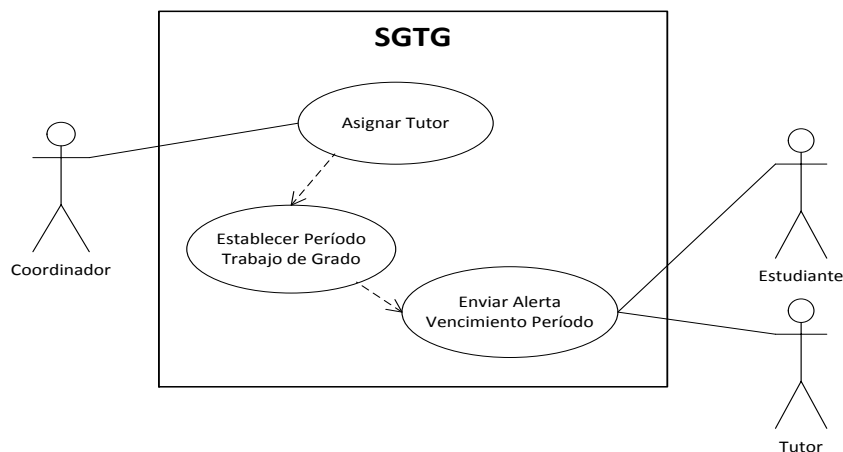 SGTG
Asignar Tutor
Coordinador
Establecer Período
Trabajo de Grado
Enviar Alerta
Vencimiento Período
Estudiante
Tutor